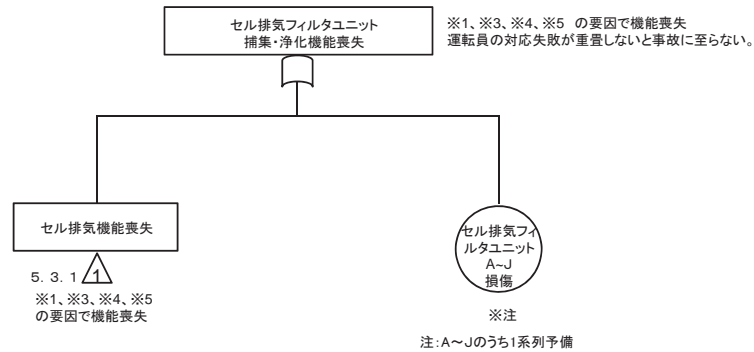 セル排気フィルタユニット
捕集・浄化機能喪失
※1、※3、※4、※5 の要因で機能喪失
運転員の対応失敗が重畳しないと事故に至らない。
セル排気機能喪失
5．3．1 1
※1、※3、※4、※5
の要因で機能喪失
セル排気フィ
ルタユニット
A~J
損傷
※注
注:A～Jのうち1系列予備